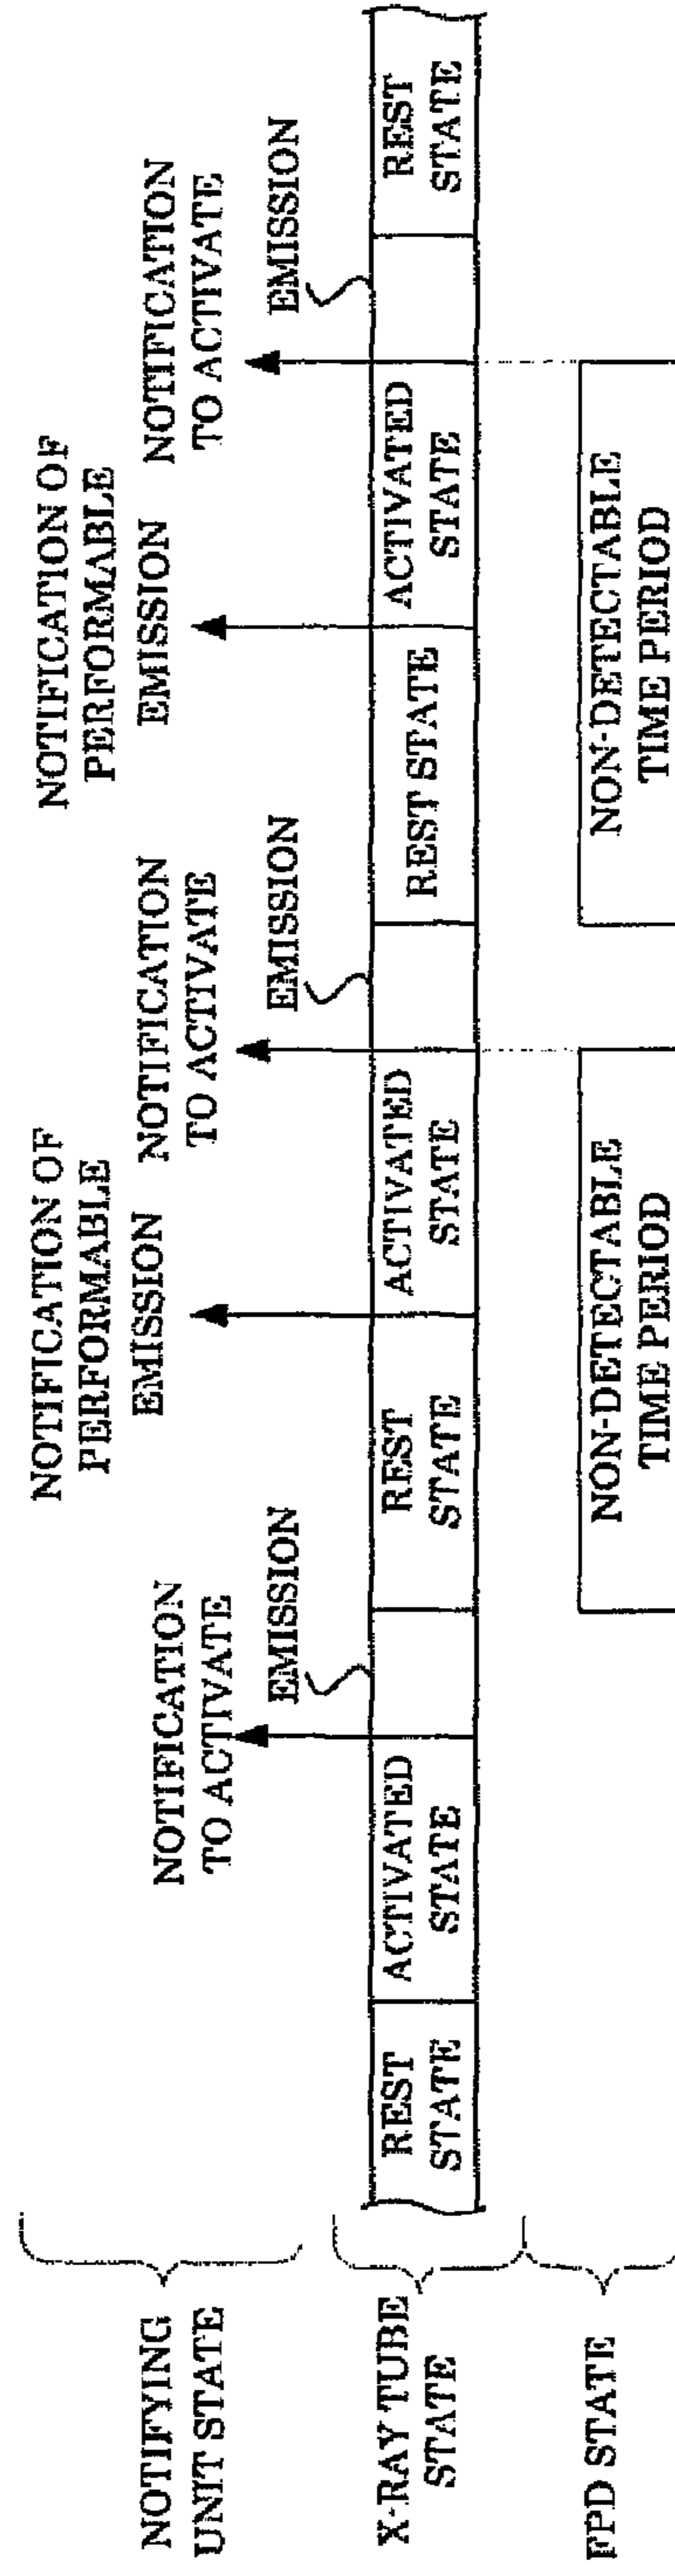 NOTIFYING
UNIT STATE
NOTIFICATION
TO ACTIVATE
NOTIFICATION OF
PERFORMABLE
EMISSION
NOTIFICATION
TO ACTIVATE
NOTIFICATION OF
PERFORMABLE
EMISSION
NOTIFICATION
TO ACTIVATE
EMISSION
EMISSION
EMISSION
X-RAY TUBE
STATE
REST
STATE
ACTIVATED
STATE
REST
STATE
ACTIVATED
STATE
REST STATE
ACTIVATED
STATE
REST
STATE
FPD STATE
NON-DETECTABLE
TIME PERIOD
NON-DETECTABLE
TIME PERIOD